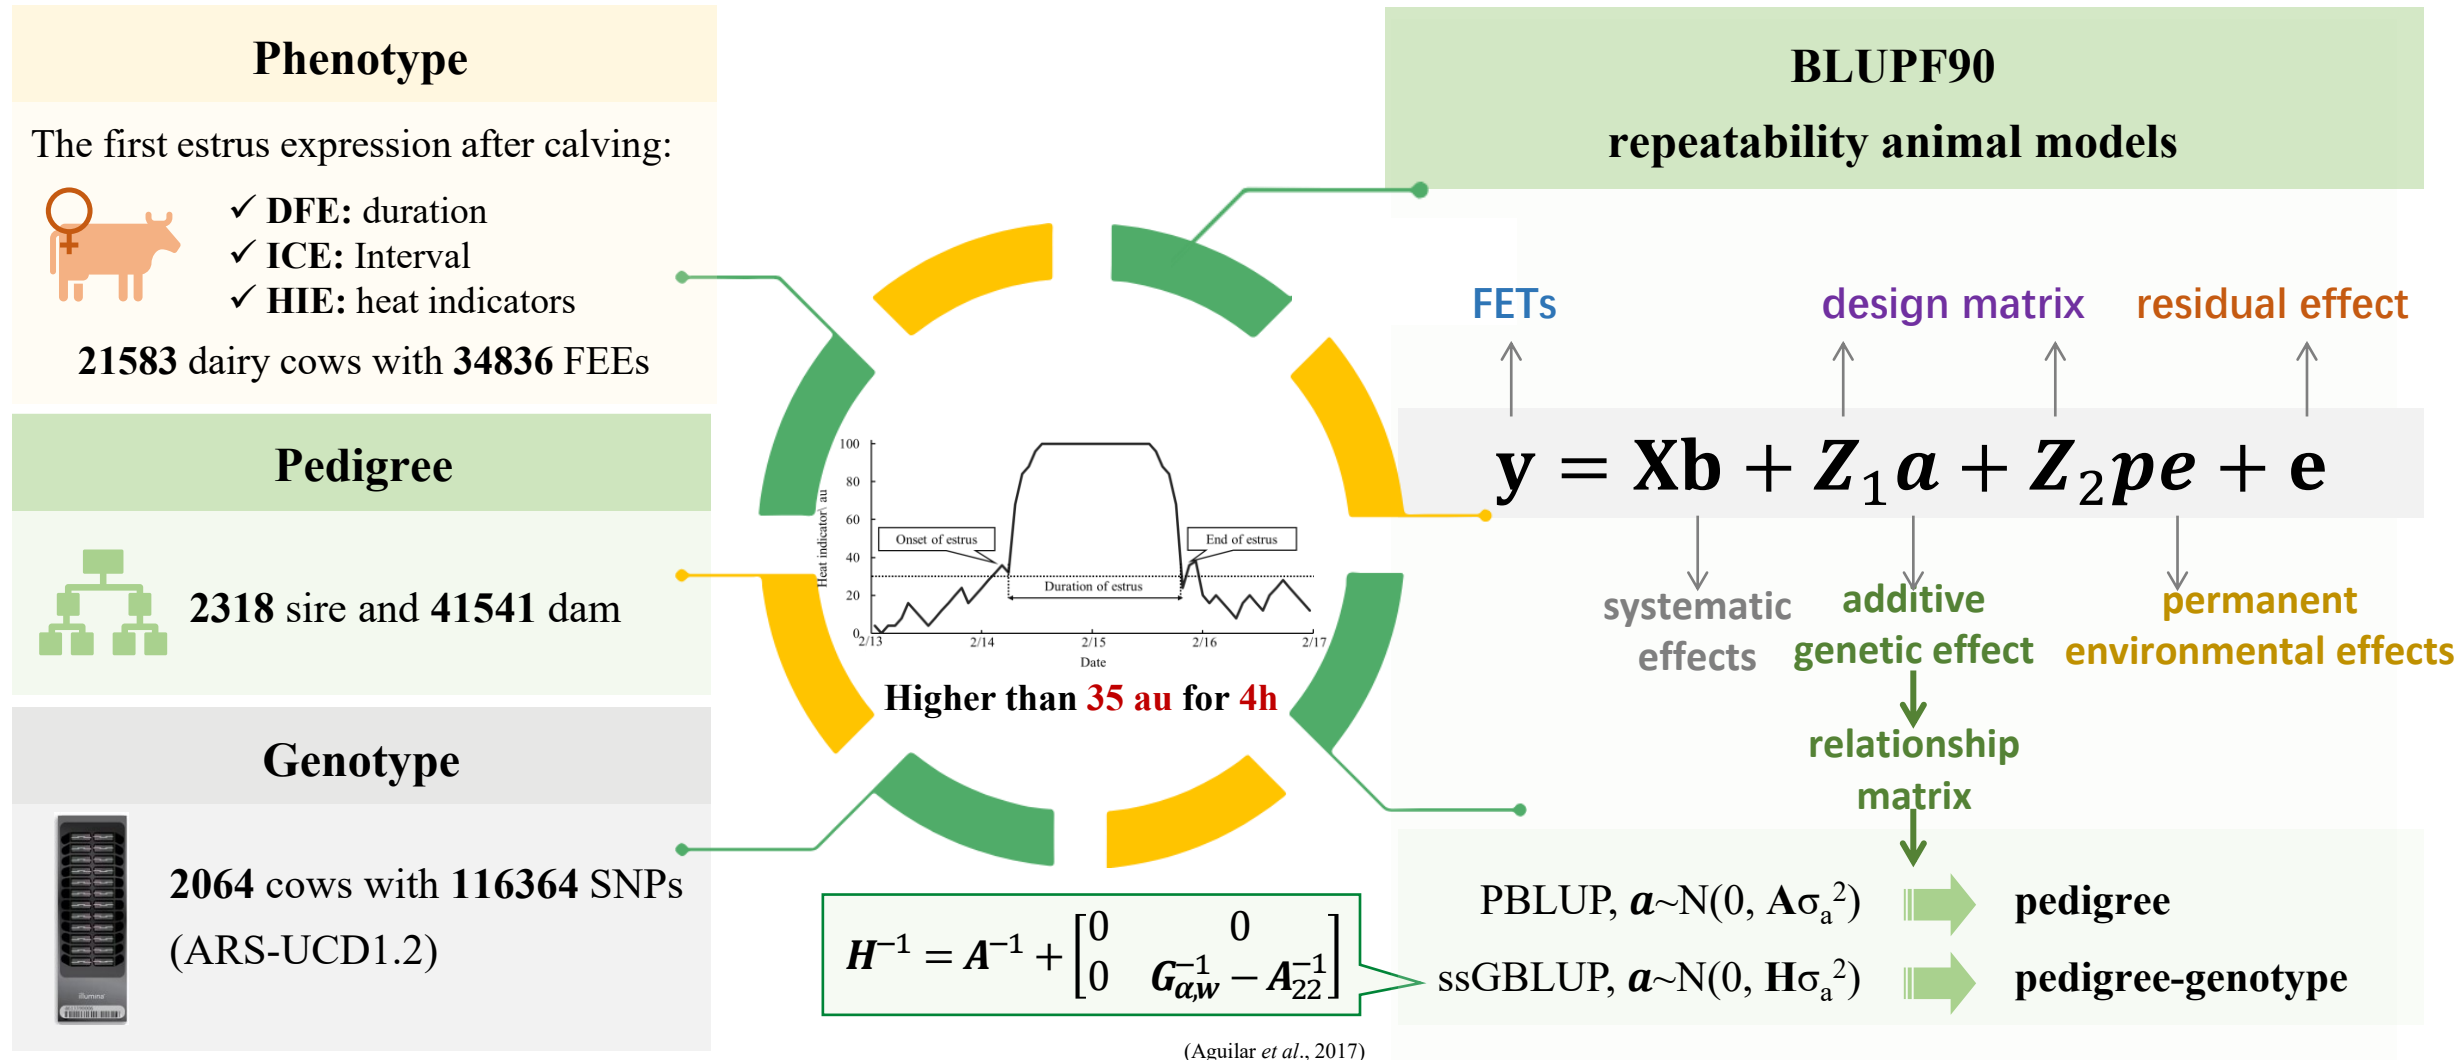 Phenotype
The first estrus expression after calving:
✓ DFE: duration
✓ ICE: Interval
✓ HIE: heat indicators
21583 dairy cows with 34836 FEEs
Pedigree
2318 sire and 41541 dam
Genotype
2064 cows with 116364 SNPs
(ARS-UCD1.2)
illumina
Heat indicator\ au
100
80
60
40
20
0
Onset of estrus
End of estrus
Duration of estrus
2/13 2/14 2/15 2/16 2/17
Date
Higher than 35 au for 4h
H⁻¹ = A⁻¹ + [0 0
0 G⁻¹α,w − A⁻¹22]
(Aguilar et al., 2017)
BLUPF90
repeatability animal models
FETs design matrix residual effect
y = Xb + Z₁a + Z₂pe + e
systematic
effects
additive
genetic effect
permanent
environmental effects
relationship
matrix
PBLUP, a~N(0, Aσₐ²) pedigree
ssGBLUP, a~N(0, Hσₐ²) pedigree-genotype